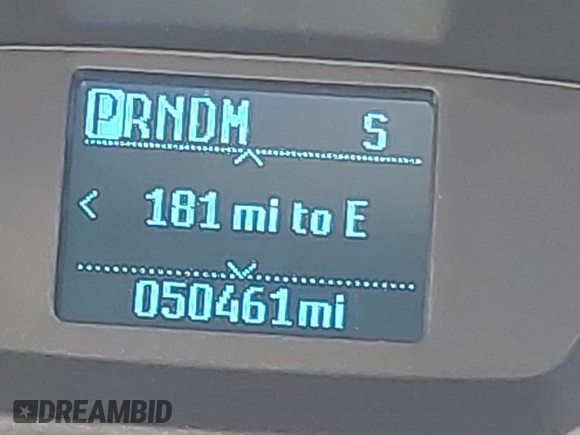 PRNDM S
181 mi to E
050461mi
DREAMBID